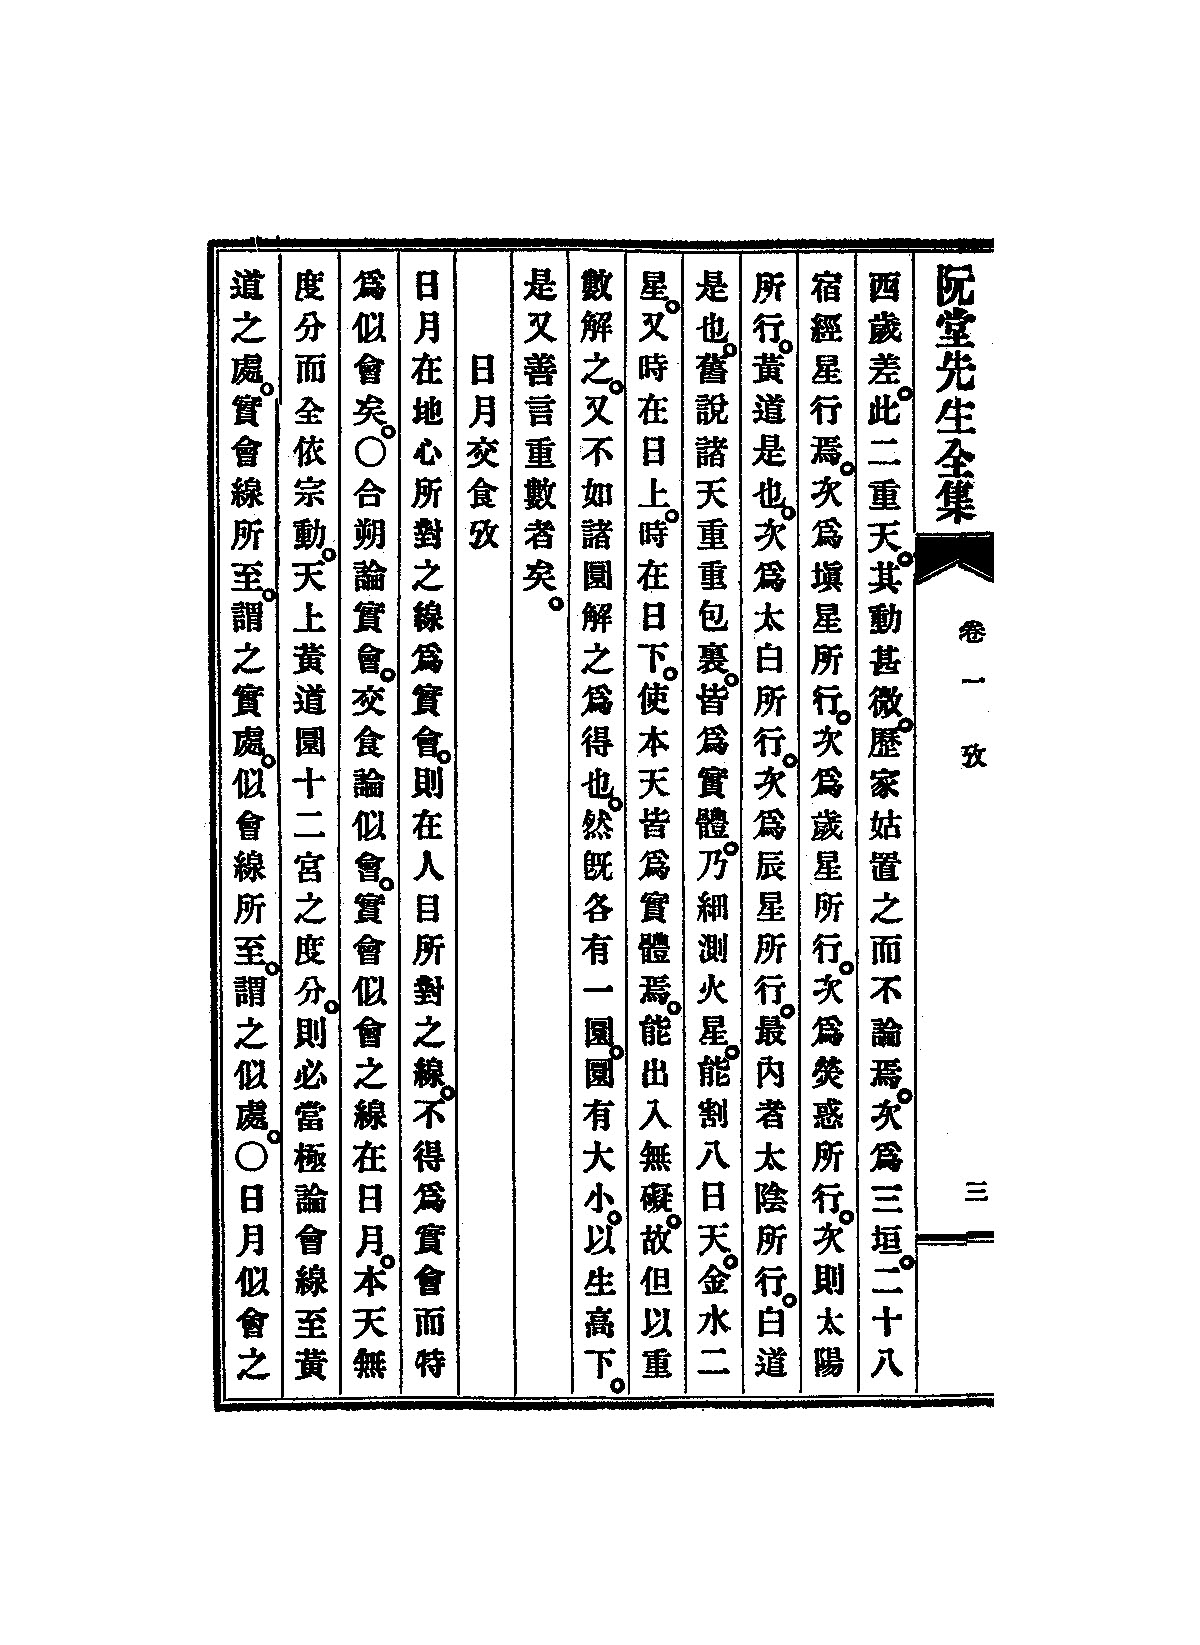 阮堂先生全集
卷一 攷
三
西歲差。此二重天。其動甚微。歷家姑置之而不論焉。次爲三垣。二十八
宿經星行焉。次爲塡星所行。次爲歲星所行。次爲熒惑所行。次則太陽
所行。黃道是也。次爲太白所行。次爲辰星所行。最內者太陰所行。白道
是也。舊說諸天重重包裏。皆爲實體。乃細測火星。能割八日天。金水二
星。又時在日上。時在日下。使本天皆爲實體焉。能出入無礙。故但以重
數解之。又不如諸圜解之爲得也。然旣各有一圜。圜有大小。以生高下。
是又善言重數者矣。
日月交食攷
日月在地心所對之線爲實會。則在人目所對之線。不得爲實會而特
爲似會矣。〇合朔論實會。交食論似會。實會似會之線在日月。本天無
度分而全依宗動。天上黃道圜十二宮之度分。則必當極論會線至黃
道之處。實會線所至。謂之實處。似會線所至。謂之似處。〇日月似會之